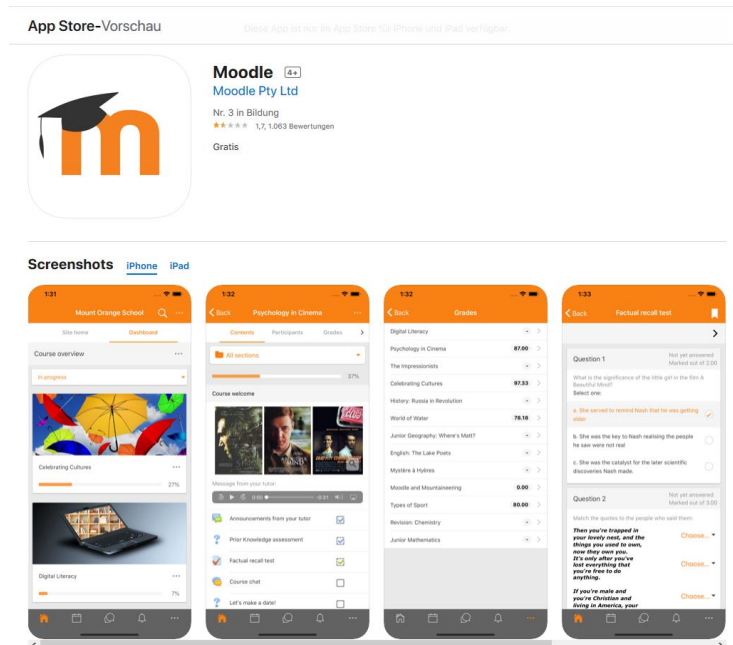 App Store-Vorschau
Diese App ist nur im App Store für iPhone und iPad verfügbar.
m
Moodle 4+
Moodle Pty Ltd
Nr. 3 in Bildung
1,7, 1.063 Bewertungen
Gratis
Screenshots iPhone iPad
1:31
Mount Orange School
Site home Dashboard
Course overview
In progress
Celebrating Cultures
27%
Digital Literacy
7%
1:32
Back Psychology in Cinema
Contents Participants Grades
All sections
37%
Course welcome
Message from your tutor:
0:00 -0:31
Announcements from your tutor
Prior Knowledge assessment
Factual recall test
Course chat
Let's make a date!
1:32
Back Grades
Digital Literacy -
Psychology in Cinema 87.00
The Impressionists -
Celebrating Cultures 97.33
History: Russia in Revolution -
World of Water 78.18
Junior Geography: Where's Matt? -
English: The Lake Poets -
Mystère à Hyères -
Moodle and Mountaineering 0.00
Types of Sport 80.00
Revision: Chemistry -
Junior Mathematics -
1:33
Back Factual recall test
Question 1 Not yet answered
Marked out of 2.00
What is the significance of the little girl in the film A
Beautiful Mind?
Select one:
a. She served to remind Nash that he was getting
older
b. She was the key to Nash realising the people
he saw were not real
c. She was the catalyst for the later scientific
discoveries Nash made.
Question 2 Not yet answered
Marked out of 3.00
Match the quotes to the people who said them:
Then you're trapped in
your lovely nest, and the
things you used to own,
now they own you.
Choose...
It's only after you've
lost everything that
you're free to do
anything.
Choose...
If you're male and
you're Christian and
living in America, your
Choose...